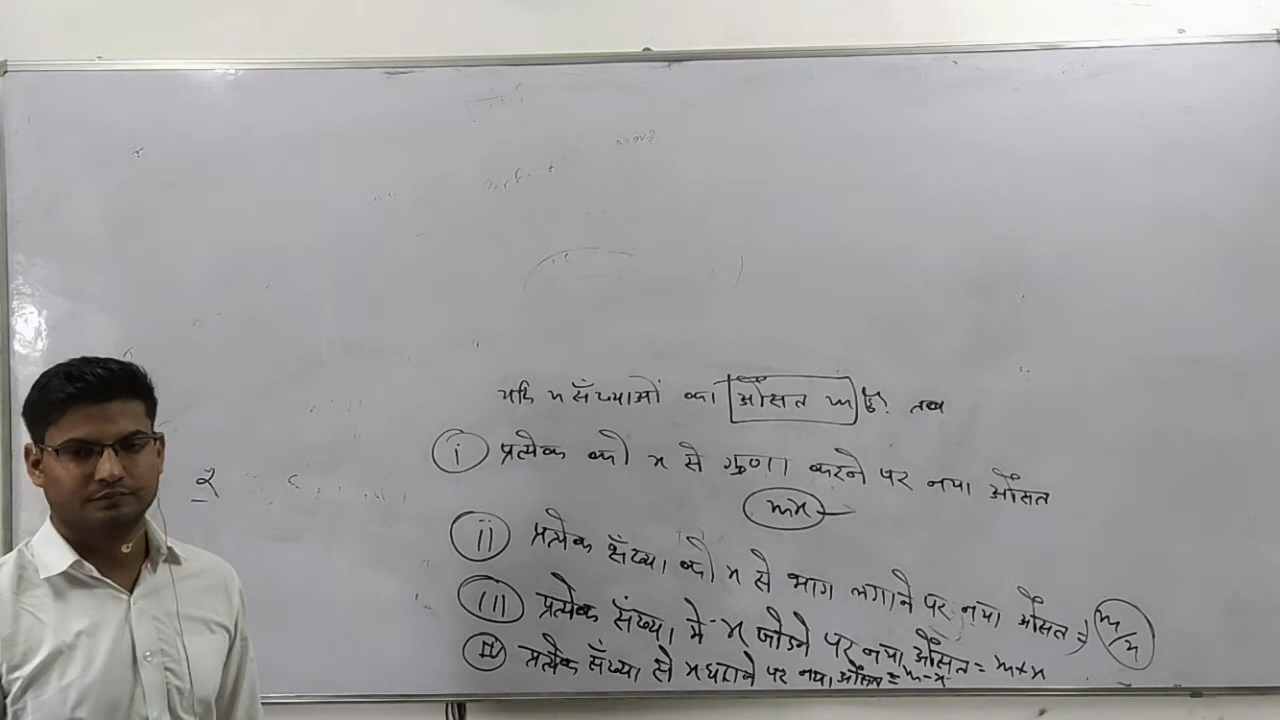 यदि n संख्याओं का औसत m है. तब
i प्रत्येक को x से गुणा करने पर नया औसत
mx
ii प्रत्येक संख्या को x से भाग लगाने पर नया औसत = m/x
iii प्रत्येक संख्या में x जोडने पर नया औसत = m+x
iv प्रत्येक संख्या से x घटाने पर नया औसत = m-x